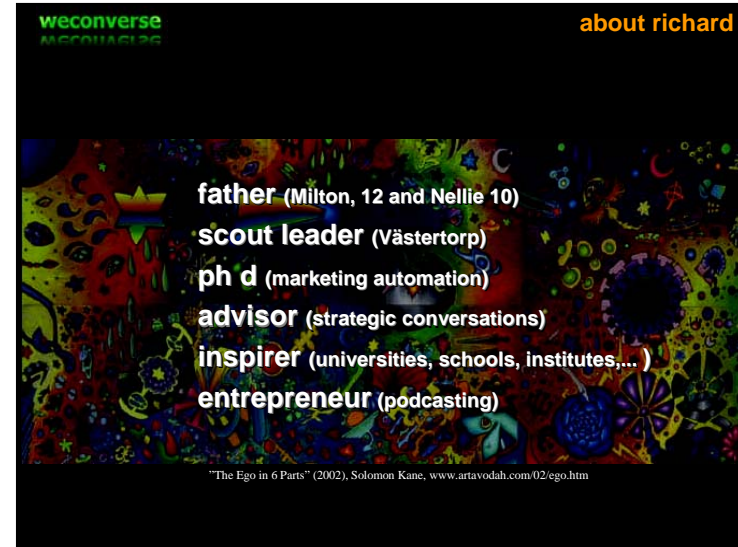 weconverse
about richard
father (Milton, 12 and Nellie 10)
scout leader (Västertorp)
ph d (marketing automation)
advisor (strategic conversations)
inspirer (universities, schools, institutes,... )
entrepreneur (podcasting)
”The Ego in 6 Parts” (2002), Solomon Kane, www.artavodah.com/02/ego.htm